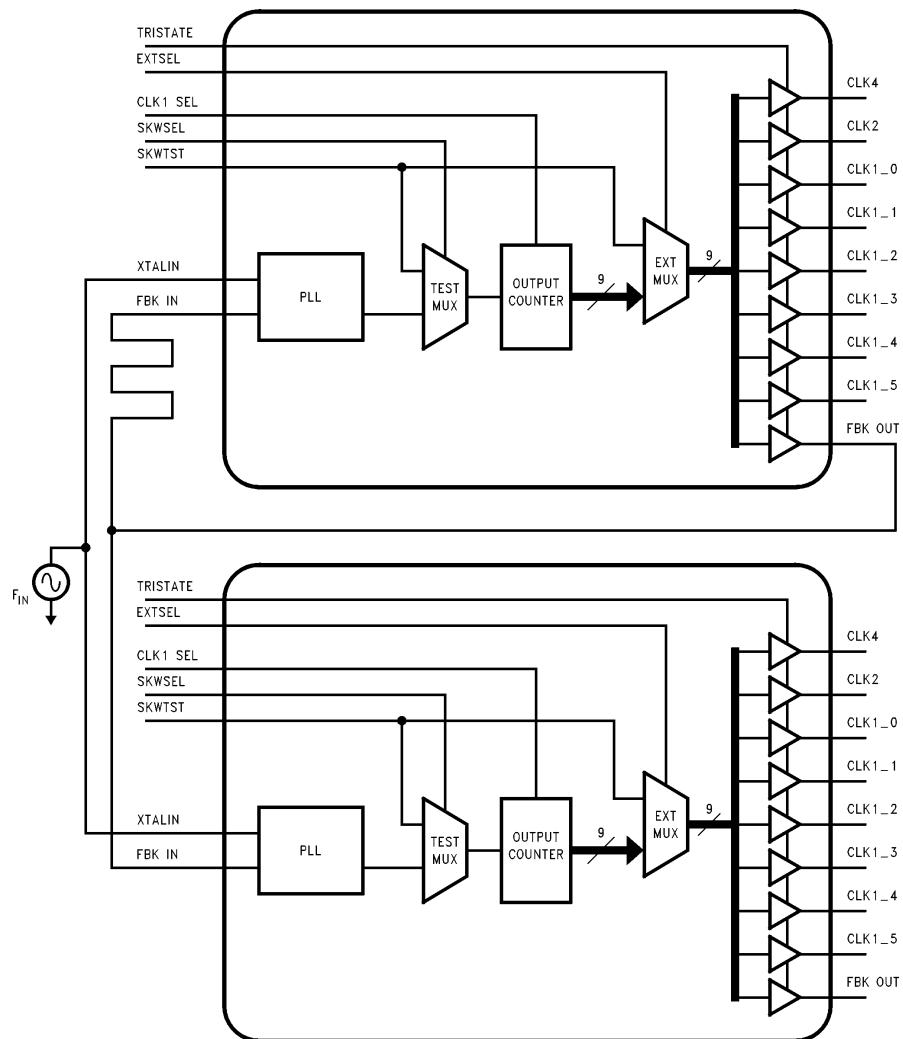 TRISTATE
EXTSEL
CLK1 SEL
SKWSEL
SKWTST
XTALIN
FBK IN
PLL
TEST
MUX
OUTPUT
COUNTER
9
EXT
MUX
9
CLK4
CLK2
CLK1_0
CLK1_1
CLK1_2
CLK1_3
CLK1_4
CLK1_5
FBK OUT
FIN
TRISTATE
EXTSEL
CLK1 SEL
SKWSEL
SKWTST
XTALIN
FBK IN
PLL
TEST
MUX
OUTPUT
COUNTER
9
EXT
MUX
9
CLK4
CLK2
CLK1_0
CLK1_1
CLK1_2
CLK1_3
CLK1_4
CLK1_5
FBK OUT